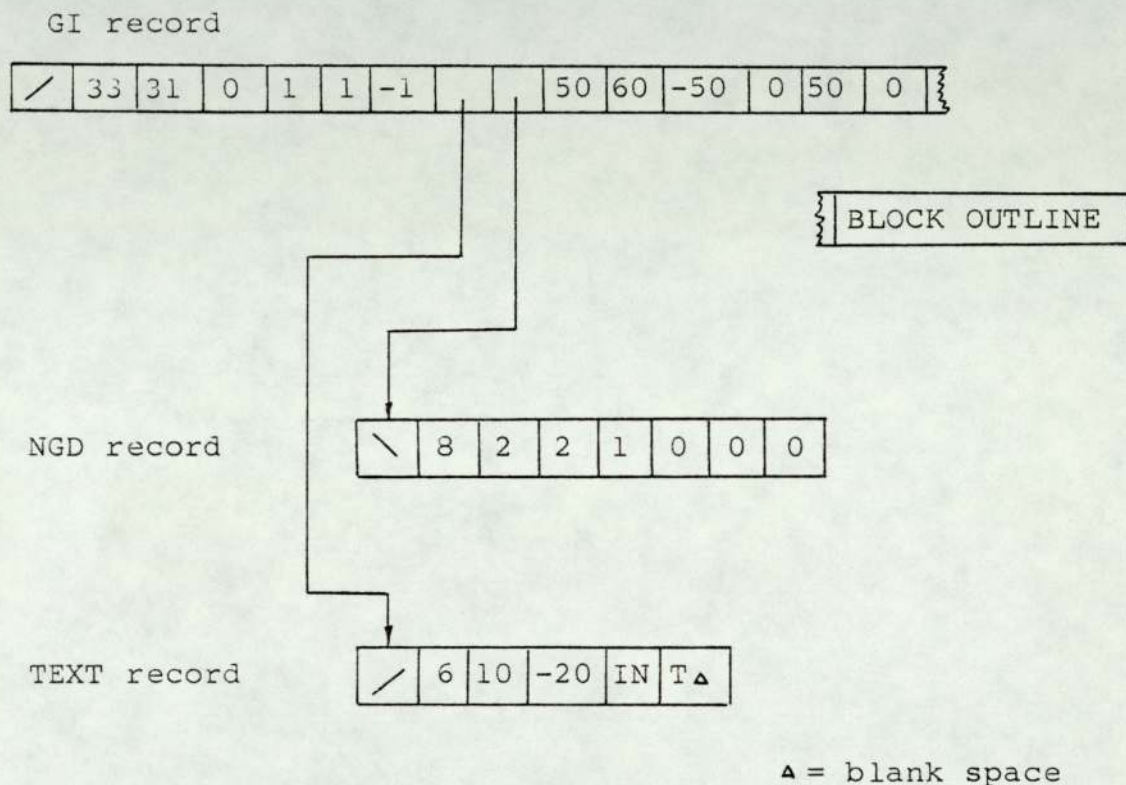 GI record
/ 33 31 0 1 1 -1 50 60 -50 0 50 0
BLOCK OUTLINE
NGD record
\ 8 2 2 1 0 0 0
TEXT record
/ 6 10 -20 IN T△
△ = blank space